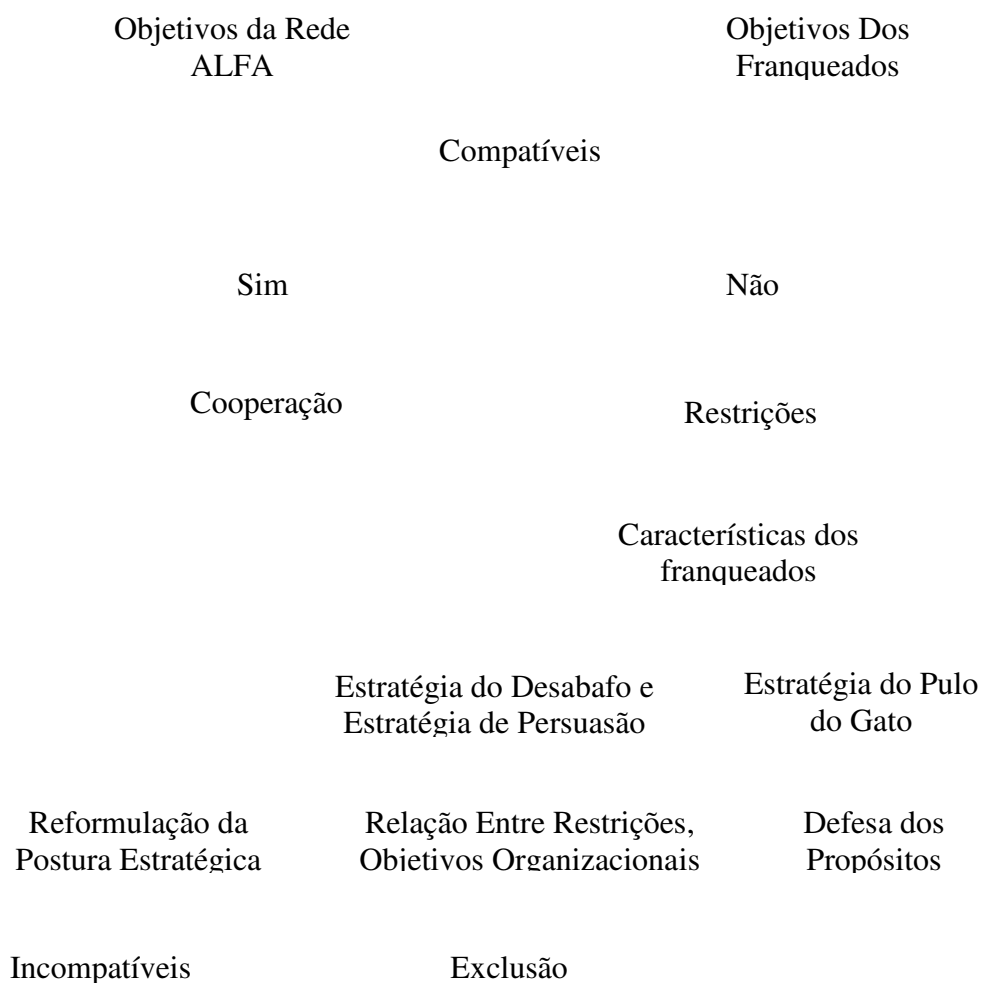 Objetivos da Rede
ALFA
Objetivos Dos
Franqueados
Compatíveis
Sim
Não
Cooperação
Restrições
Características dos
franqueados
Estratégia do Desabafo e
Estratégia de Persuasão
Estratégia do Pulo
do Gato
Reformulação da
Postura Estratégica
Relação Entre Restrições,
Objetivos Organizacionais
Defesa dos
Propósitos
Incompatíveis
Exclusão